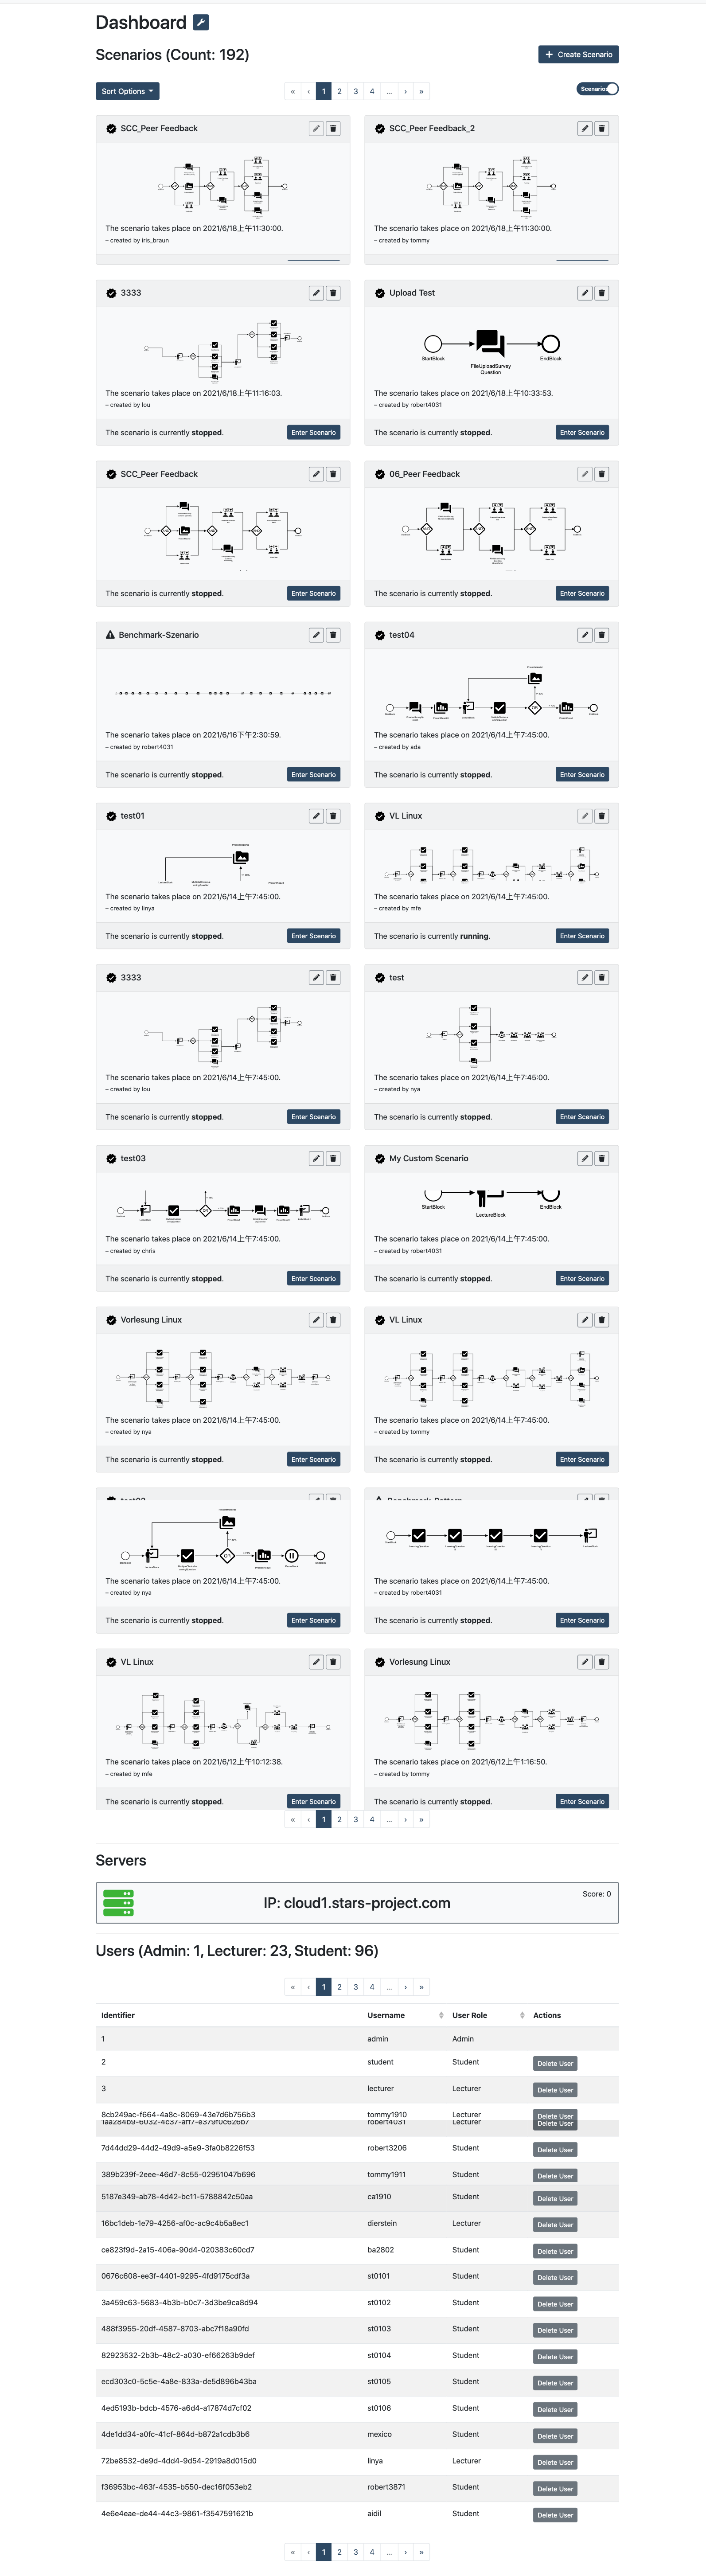 Dashboard
Scenarios (Count: 192)
Create Scenario
Sort Options
« ‹ 1 2 3 4 ... › »
Scenarios
SCC_Peer Feedback
The scenario takes place on 2021/6/18上午11:30:00.
– created by iris_braun
SCC_Peer Feedback_2
The scenario takes place on 2021/6/18上午11:30:00.
– created by tommy
3333
The scenario takes place on 2021/6/18上午11:16:03.
– created by lou
The scenario is currently stopped.
Enter Scenario
Upload Test
StartBlock
FileUploadSurvey
Question
EndBlock
The scenario takes place on 2021/6/18上午10:33:53.
– created by robert4031
The scenario is currently stopped.
Enter Scenario
SCC_Peer Feedback
The scenario is currently stopped.
Enter Scenario
06_Peer Feedback
The scenario is currently stopped.
Enter Scenario
Benchmark-Szenario
The scenario takes place on 2021/6/16下午2:30:59.
– created by robert4031
The scenario is currently stopped.
Enter Scenario
test04
The scenario takes place on 2021/6/14上午7:45:00.
– created by ada
The scenario is currently stopped.
Enter Scenario
test01
The scenario takes place on 2021/6/14上午7:45:00.
– created by linya
The scenario is currently stopped.
Enter Scenario
VL Linux
The scenario takes place on 2021/6/14上午7:45:00.
– created by mfe
The scenario is currently running.
Enter Scenario
3333
The scenario takes place on 2021/6/14上午7:45:00.
– created by lou
The scenario is currently stopped.
Enter Scenario
test
The scenario takes place on 2021/6/14上午7:45:00.
– created by nya
The scenario is currently stopped.
Enter Scenario
test03
The scenario takes place on 2021/6/14上午7:45:00.
– created by chris
The scenario is currently stopped.
Enter Scenario
My Custom Scenario
StartBlock
LectureBlock
EndBlock
The scenario takes place on 2021/6/14上午7:45:00.
– created by robert4031
The scenario is currently stopped.
Enter Scenario
Vorlesung Linux
The scenario takes place on 2021/6/14上午7:45:00.
– created by nya
The scenario is currently stopped.
Enter Scenario
VL Linux
The scenario takes place on 2021/6/14上午7:45:00.
– created by tommy
The scenario is currently stopped.
Enter Scenario
The scenario takes place on 2021/6/14上午7:45:00.
– created by nya
The scenario is currently stopped.
Enter Scenario
Benchmark-Pattern
The scenario takes place on 2021/6/14上午7:45:00.
– created by robert4031
The scenario is currently stopped.
Enter Scenario
VL Linux
The scenario takes place on 2021/6/12上午10:12:38.
– created by mfe
The scenario is currently stopped.
Enter Scenario
Vorlesung Linux
The scenario takes place on 2021/6/12上午1:16:50.
– created by tommy
The scenario is currently stopped.
Enter Scenario
« ‹ 1 2 3 4 ... › »
Servers
IP: cloud1.stars-project.com
Score: 0
Users (Admin: 1, Lecturer: 23, Student: 96)
« ‹ 1 2 3 4 ... › »
Identifier Username User Role Actions
1 admin Admin
2 student Student Delete User
3 lecturer Lecturer Delete User
8cb249ac-f664-4a8c-8069-43e7d6b756b3 tommy1910 Lecturer Delete User
1aa284b9-6032-4c37-aff7-e379f0c626b7 robert4031 Lecturer Delete User
7d44dd29-44d2-49d9-a5e9-3fa0b8226f53 robert3206 Student Delete User
389b239f-2eee-46d7-8c55-02951047b696 tommy1911 Student Delete User
5187e349-ab78-4d42-bc11-5788842c50aa ca1910 Student Delete User
16bc1deb-1e79-4256-af0c-ac9c4b5a8ec1 dierstein Lecturer Delete User
ce823f9d-2a15-406a-90d4-020383c60cd7 ba2802 Student Delete User
0676c608-ee3f-4401-9295-4fd9175cdf3a st0101 Student Delete User
3a459c63-5683-4b3b-b0c7-3d3be9ca8d94 st0102 Student Delete User
488f3955-20df-4587-8703-abc7f18a90fd st0103 Student Delete User
82923532-2b3b-48c2-a030-ef66263b9def st0104 Student Delete User
ecd303c0-5c5e-4a8e-833a-de5d896b43ba st0105 Student Delete User
4ed5193b-bdcb-4576-a6d4-a17874d7cf02 st0106 Student Delete User
4de1dd34-a0fc-41cf-864d-b872a1cdb3b6 mexico Student Delete User
72be8532-de9d-4dd4-9d54-2919a8d015d0 linya Lecturer Delete User
f36953bc-463f-4535-b550-dec16f053eb2 robert3871 Student Delete User
4e6e4eae-de44-44c3-9861-f3547591621b aidil Student Delete User
« ‹ 1 2 3 4 ... › »